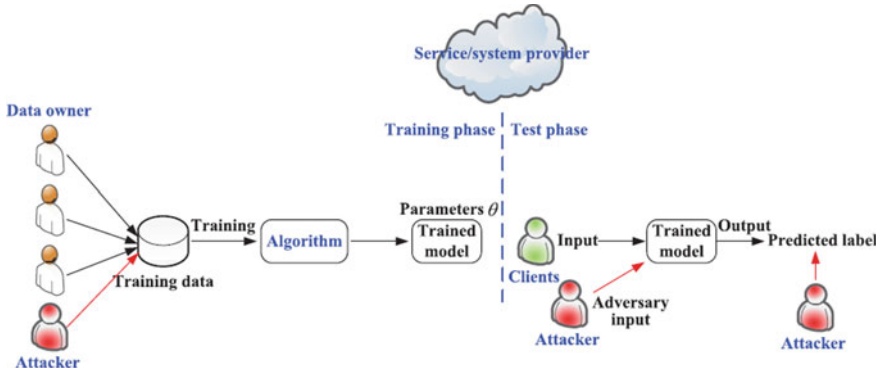 Service/system provider
Data owner
Training phase
Test phase
Training
Algorithm
Parameters θ
Trained
model
Training data
Attacker
Input
Clients
Trained
model
Output
Predicted label
Adversary
input
Attacker
Attacker